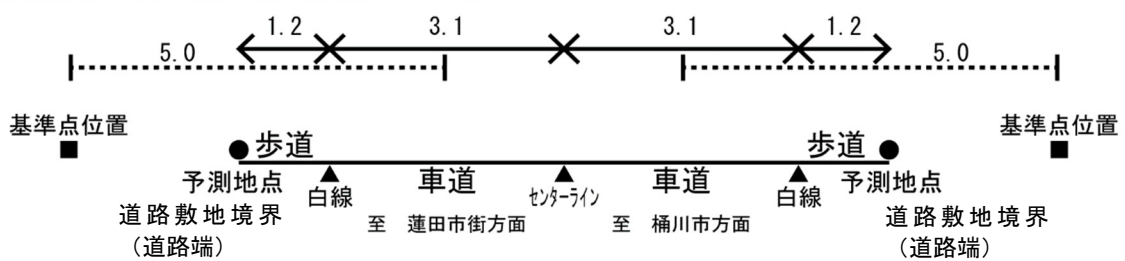 1.2 3.1 3.1 1.2
5.0 5.0
基準点位置 基準点位置
歩道 歩道
予測地点 白線 車道 センターライン 車道 白線 予測地点
道路敷地境界 至 蓮田市街方面 至 桶川市方面 道路敷地境界
（道路端） （道路端）